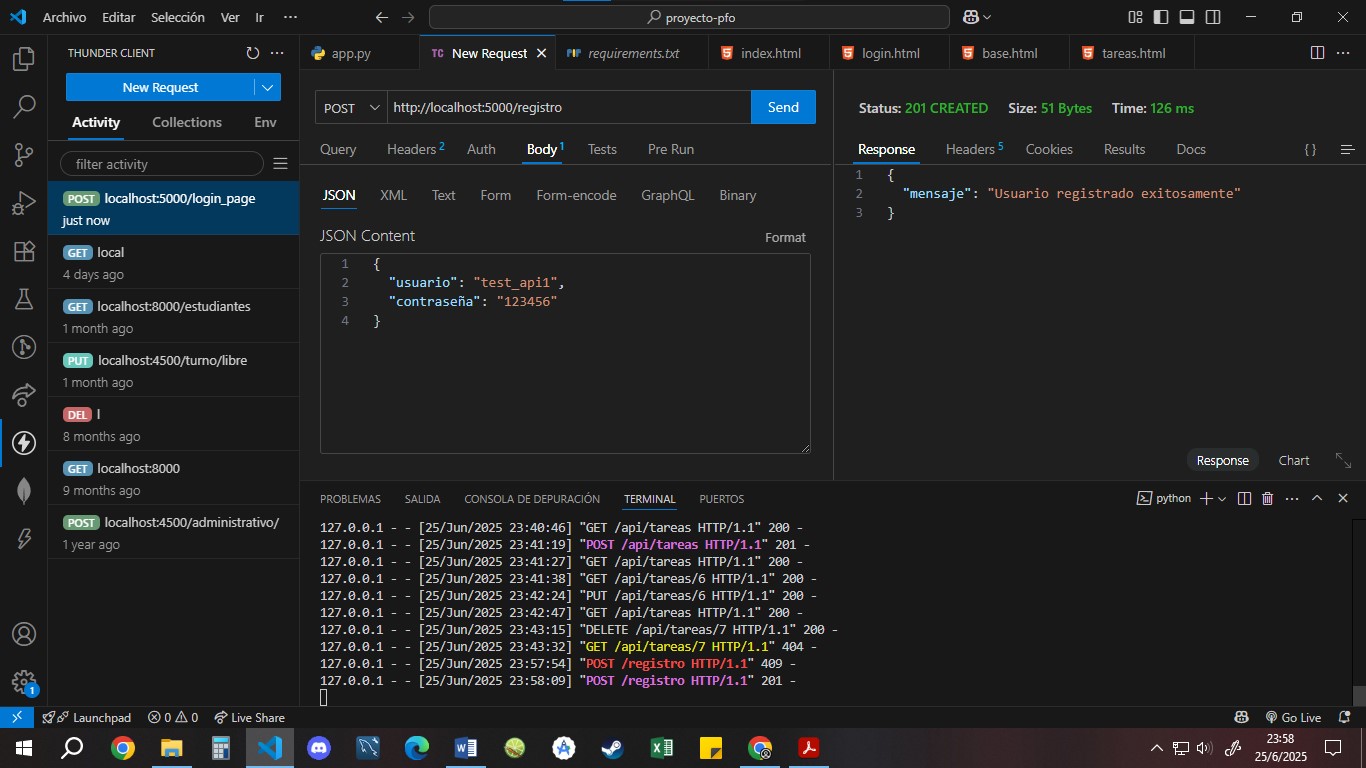 Archivo Editar Selección Ver Ir ··· proyecto-pfo
THUNDER CLIENT
New Request
Activity Collections Env
filter activity
POST localhost:5000/login_page
just now
GET local
4 days ago
GET localhost:8000/estudiantes
1 month ago
PUT localhost:4500/turno/libre
1 month ago
DEL l
8 months ago
GET localhost:8000
9 months ago
POST localhost:4500/administrativo/
1 year ago
app.py TC New Request requirements.txt index.html login.html base.html tareas.html
POST http://localhost:5000/registro Send
Query Headers 2 Auth Body 1 Tests Pre Run
JSON XML Text Form Form-encode GraphQL Binary
JSON Content Format
1 {
2 "usuario": "test_api1",
3 "contraseña": "123456"
4 }
Status: 201 CREATED Size: 51 Bytes Time: 126 ms
Response Headers 5 Cookies Results Docs { }
1 {
2 "mensaje": "Usuario registrado exitosamente"
3 }
Response Chart
PROBLEMAS SALIDA CONSOLA DE DEPURACIÓN TERMINAL PUERTOS python
127.0.0.1 - - [25/Jun/2025 23:40:46] "GET /api/tareas HTTP/1.1" 200 -
127.0.0.1 - - [25/Jun/2025 23:41:19] "POST /api/tareas HTTP/1.1" 201 -
127.0.0.1 - - [25/Jun/2025 23:41:27] "GET /api/tareas HTTP/1.1" 200 -
127.0.0.1 - - [25/Jun/2025 23:41:38] "GET /api/tareas/6 HTTP/1.1" 200 -
127.0.0.1 - - [25/Jun/2025 23:42:24] "PUT /api/tareas/6 HTTP/1.1" 200 -
127.0.0.1 - - [25/Jun/2025 23:42:47] "GET /api/tareas HTTP/1.1" 200 -
127.0.0.1 - - [25/Jun/2025 23:43:15] "DELETE /api/tareas/7 HTTP/1.1" 200 -
127.0.0.1 - - [25/Jun/2025 23:43:32] "GET /api/tareas/7 HTTP/1.1" 404 -
127.0.0.1 - - [25/Jun/2025 23:57:54] "POST /registro HTTP/1.1" 409 -
127.0.0.1 - - [25/Jun/2025 23:58:09] "POST /registro HTTP/1.1" 201 -
1
Launchpad 0 0 Live Share Go Live
23:58
25/6/2025